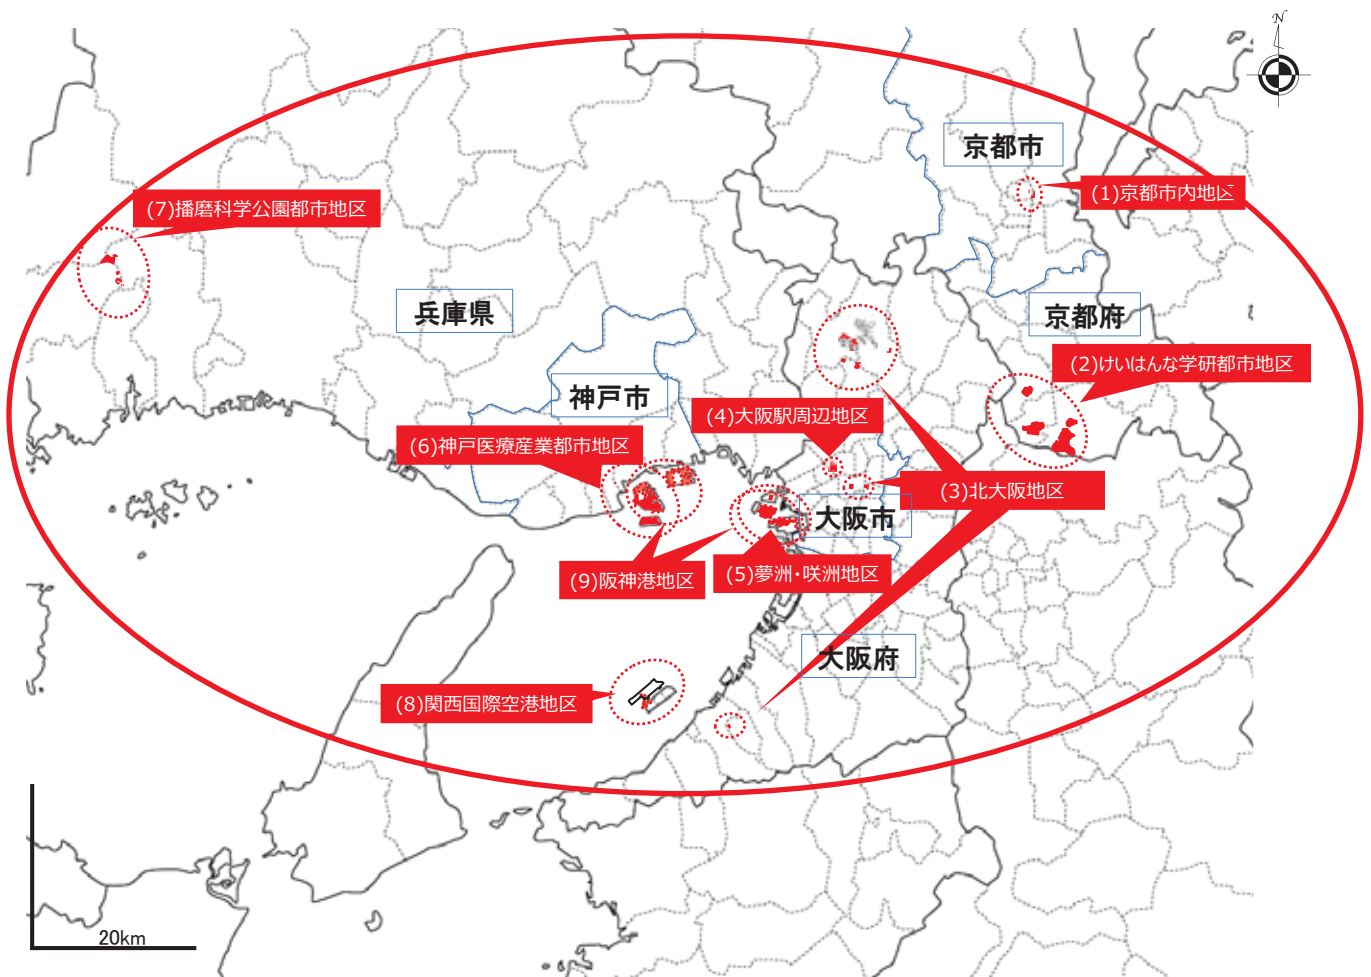 N
京都市
(1)京都市内地区
(7)播磨科学公園都市地区
兵庫県
京都府
(2)けいはんな学研都市地区
神戸市
(4)大阪駅周辺地区
(6)神戸医療産業都市地区
(3)北大阪地区
大阪市
(9)阪神港地区
(5)夢洲・咲洲地区
大阪府
(8)関西国際空港地区
20km